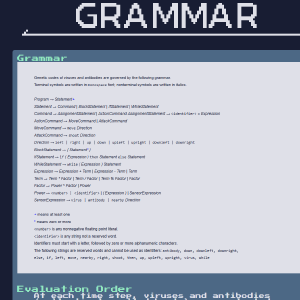 GRAMMAR
Grammar
Genetic codes of viruses and antibodies are governed by the following grammar.
Terminal symbols are written in monospace font; nonterminal symbols are written in italics.
Program → Statement+
Statement → Command | BlockStatement | IfStatement | WhileStatement
Command → AssignmentStatement | ActionCommand AssignmentStatement → <identifier> = Expression
ActionCommand → MoveCommand | AttackCommand
MoveCommand → move Direction
AttackCommand → shoot Direction
Direction → left | right | up | down | upleft | upright | downleft | downright
BlockStatement → { Statement* }
IfStatement → if ( Expression ) then Statement else Statement
WhileStatement → while ( Expression ) Statement
Expression → Expression + Term | Expression - Term | Term
Term → Term * Factor | Term / Factor | Term % Factor | Factor
Factor → Power ^ Factor | Power
Power → <number> | <identifier> | ( Expression ) | SensorExpression
SensorExpression → virus | antibody | nearby Direction
+ means at least one
* means zero or more
<number> is any nonnegative floating point literal
<identifier> is any string not a reserved word.
Identifiers must start with a letter, followed by zero or more alphanumeric characters
The following strings are reserved words and cannot be used as identifiers: antibody, down, downleft, downright,
else, if, left, move, nearby, right, shoot, then, up, upleft, upright, virus, while
Evaluation Order
At each time step, viruses and antibodies